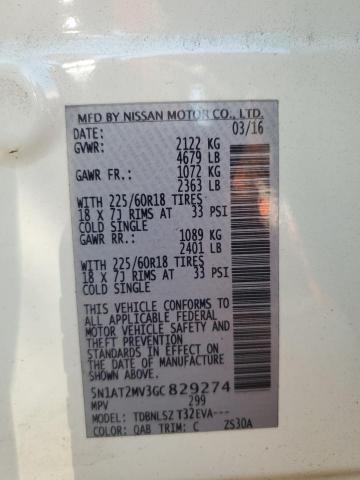 MFD BY NISSAN MOTOR CO., LTD.
DATE: 03/16
GVWR: 2122 KG
4679 LB
GAWR FR: 1072 KG
2363 LB
WITH 225/60R18 TIRES
18 X 7J RIMS AT 33 PSI
COLD SINGLE
GAWR RR: 1089 KG
2401 LB
WITH 225/60R18 TIRES
18 X 7J RIMS AT 33 PSI
COLD SINGLE
THIS VEHICLE CONFORMS TO
ALL APPLICABLE FEDERAL
MOTOR VEHICLE SAFETY AND
AND THEFT PREVENTION
STANDARDS IN EFFECT ON
THE DATE OF MANUFACTURE
SHOWN ABOVE.
5N1AT2MV3GC 829274
MPV 299
MODEL: TDBNLSZ T32EVA---
COLOR: QAB TRIM: C ZS30A